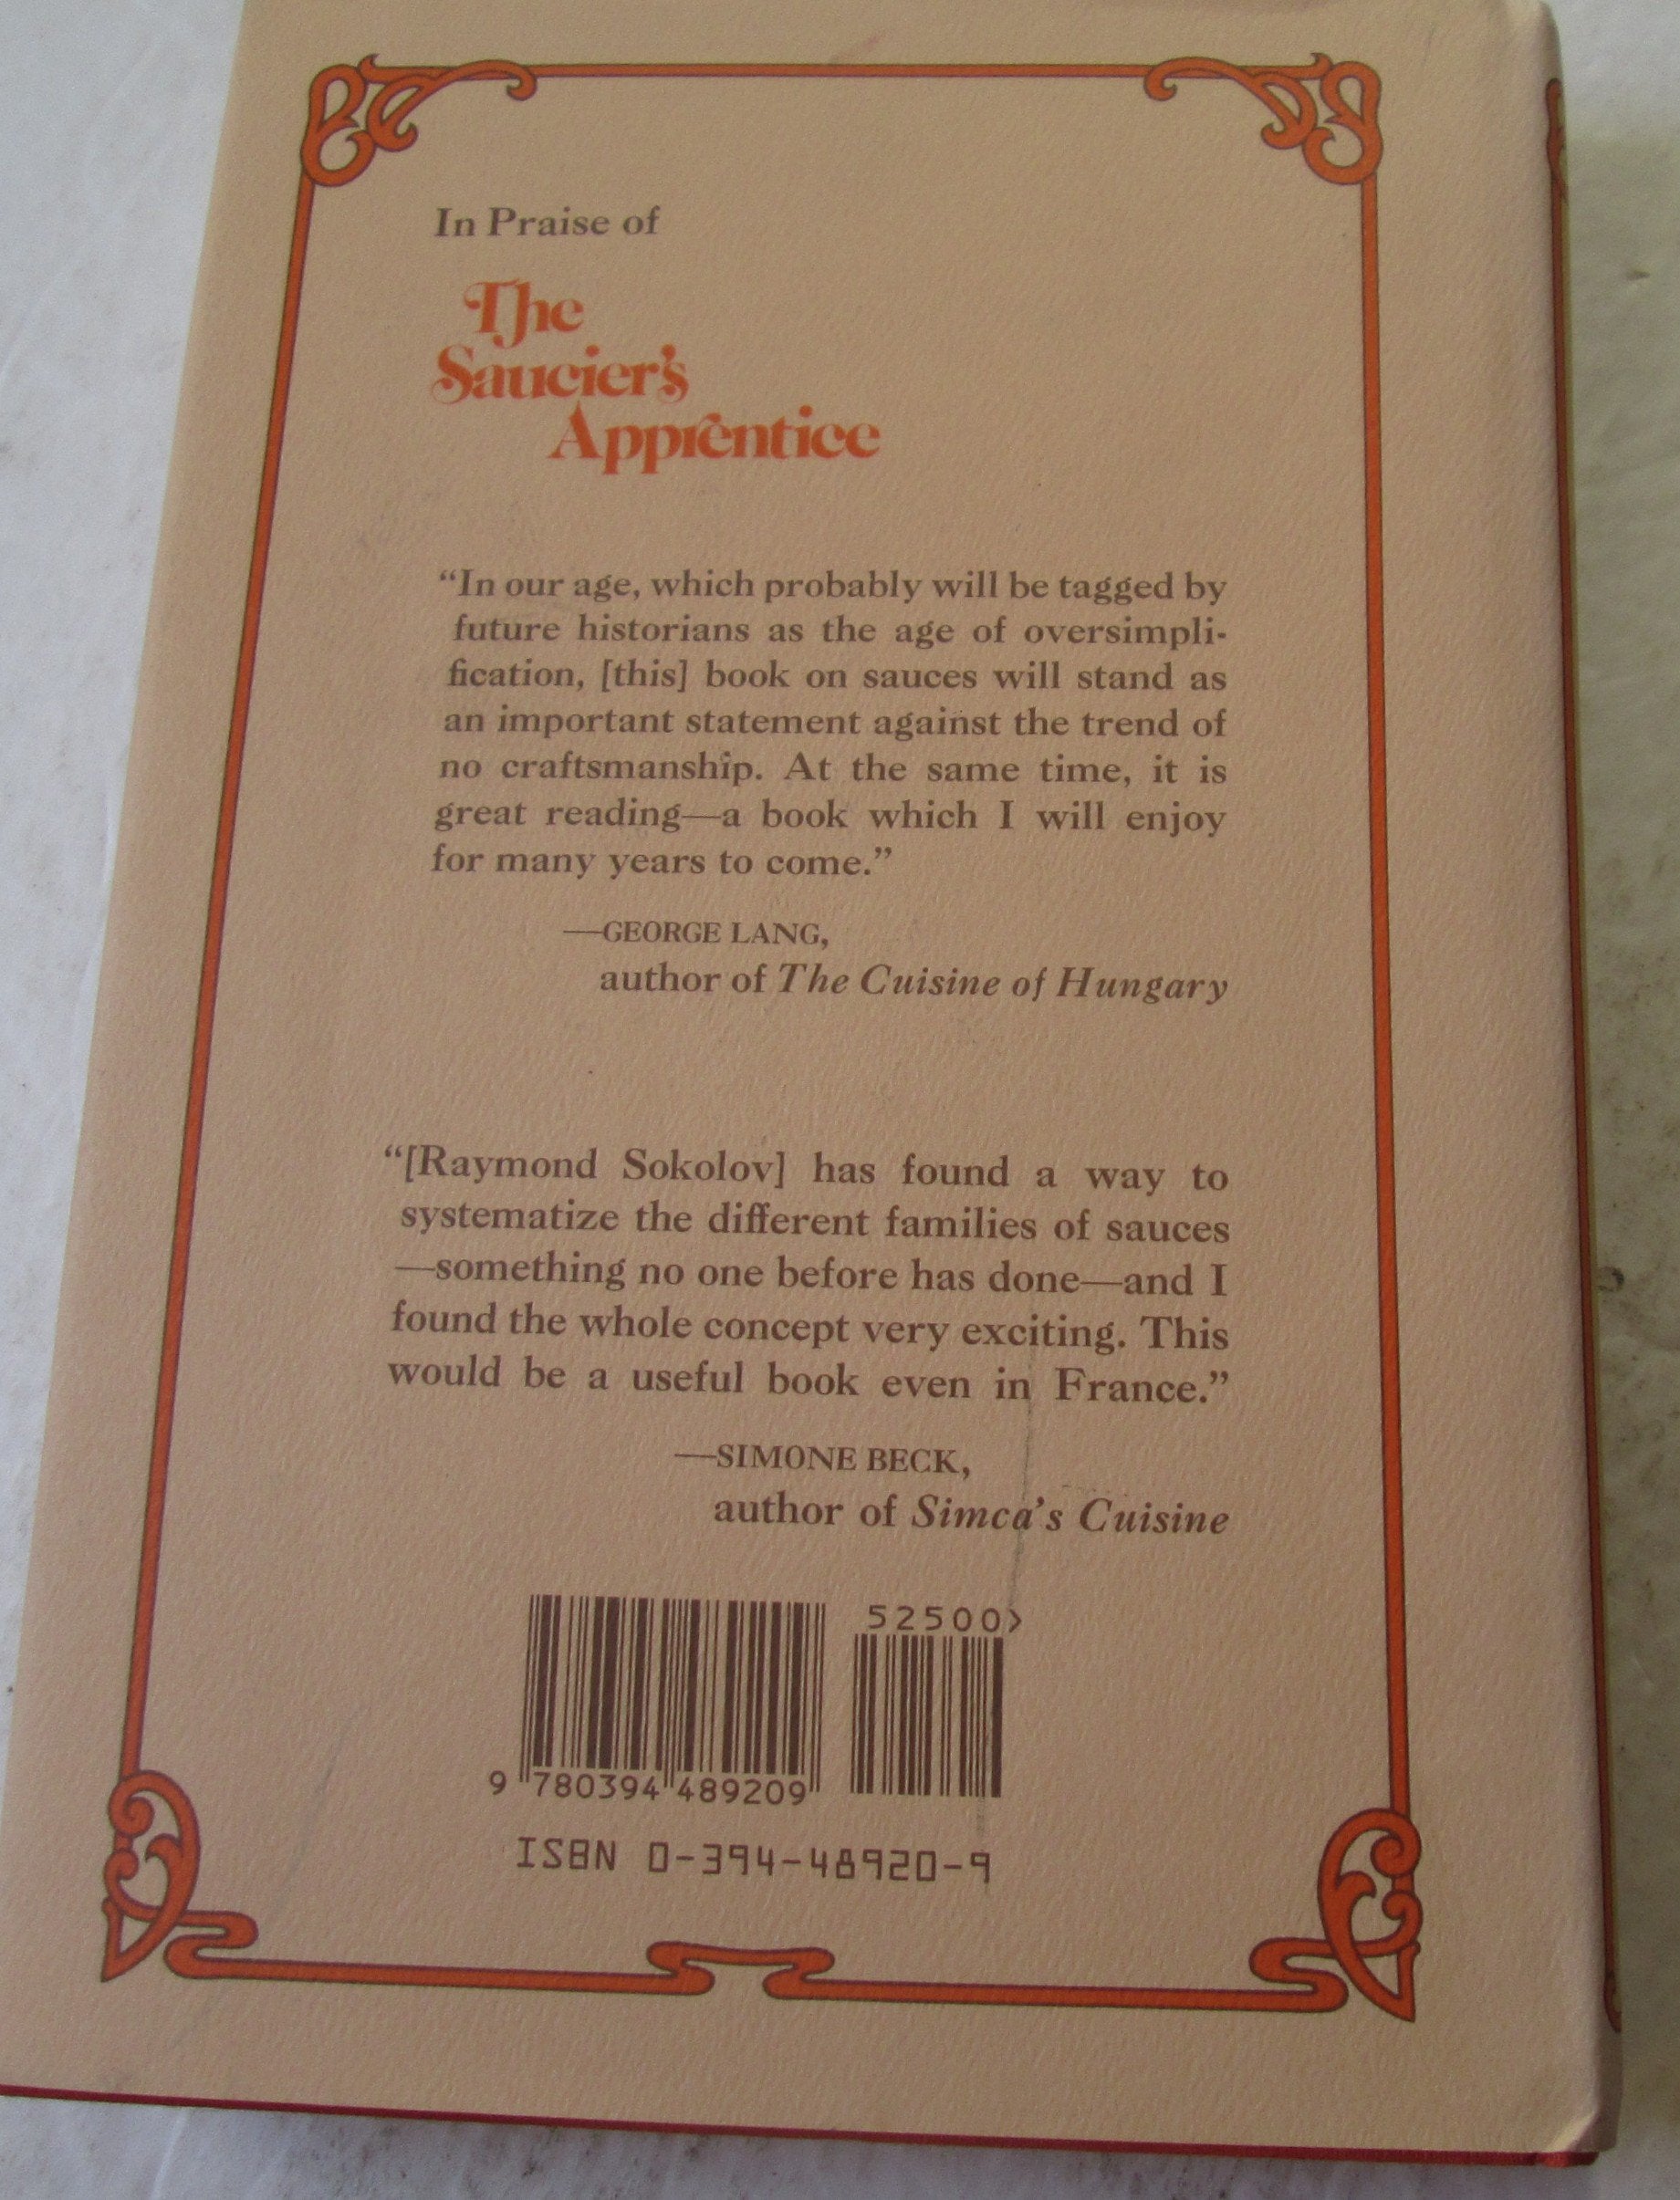 In Praise of
The
Saucier's
Apprentice
“In our age, which probably will be tagged by
future historians as the age of oversimpli-
fication, [this] book on sauces will stand as
an important statement against the trend of
no craftsmanship. At the same time, it is
great reading—a book which I will enjoy
for many years to come.”
—GEORGE LANG,
author of The Cuisine of Hungary
“[Raymond Sokolov] has found a way to
systematize the different families of sauces
—something no one before has done—and I
found the whole concept very exciting. This
would be a useful book even in France.”
—SIMONE BECK,
author of Simca’s Cuisine
52500>
9 780394 489209
ISBN 0-394-48920-9